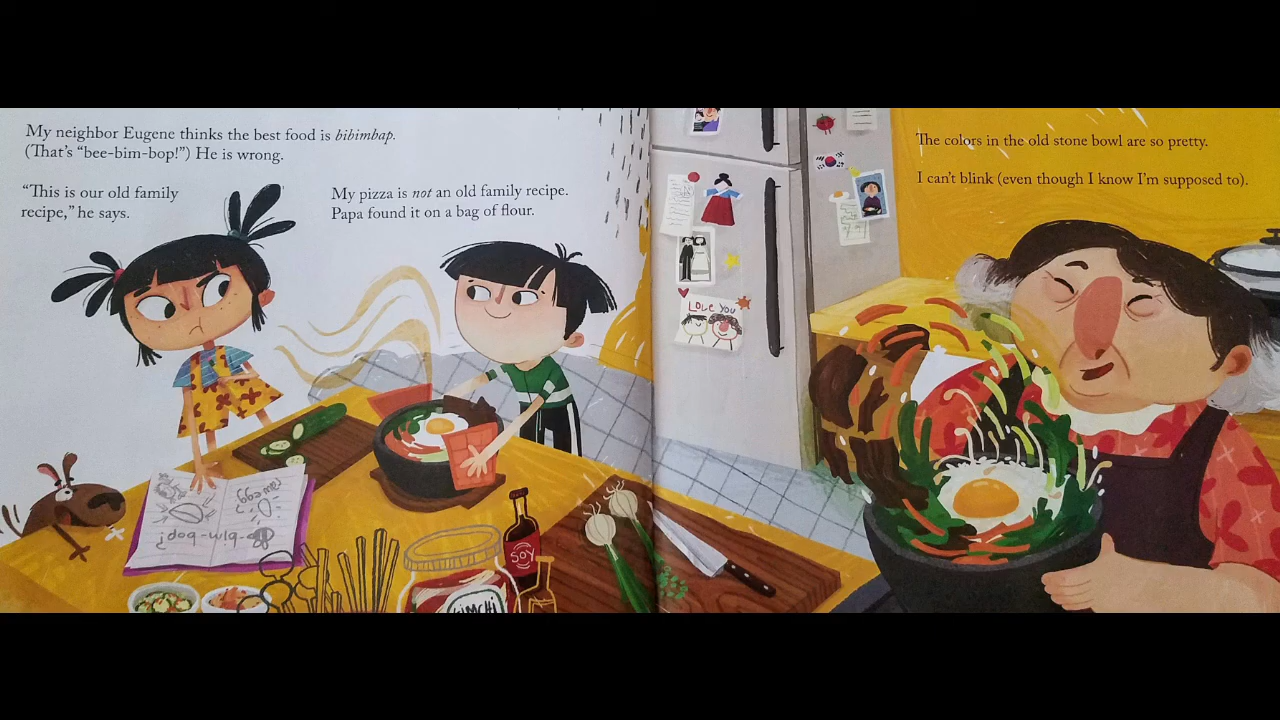 My neighbor Eugene thinks the best food is bibimbap.
(That's "bee-bim-bop!") He is wrong.
"This is our old family
recipe," he says.
My pizza is not an old family recipe.
Papa found it on a bag of flour.
The colors in the old stone bowl are so pretty.
I can't blink (even though I know I'm supposed to).
LOVE YOU
SOY
KIMCHI